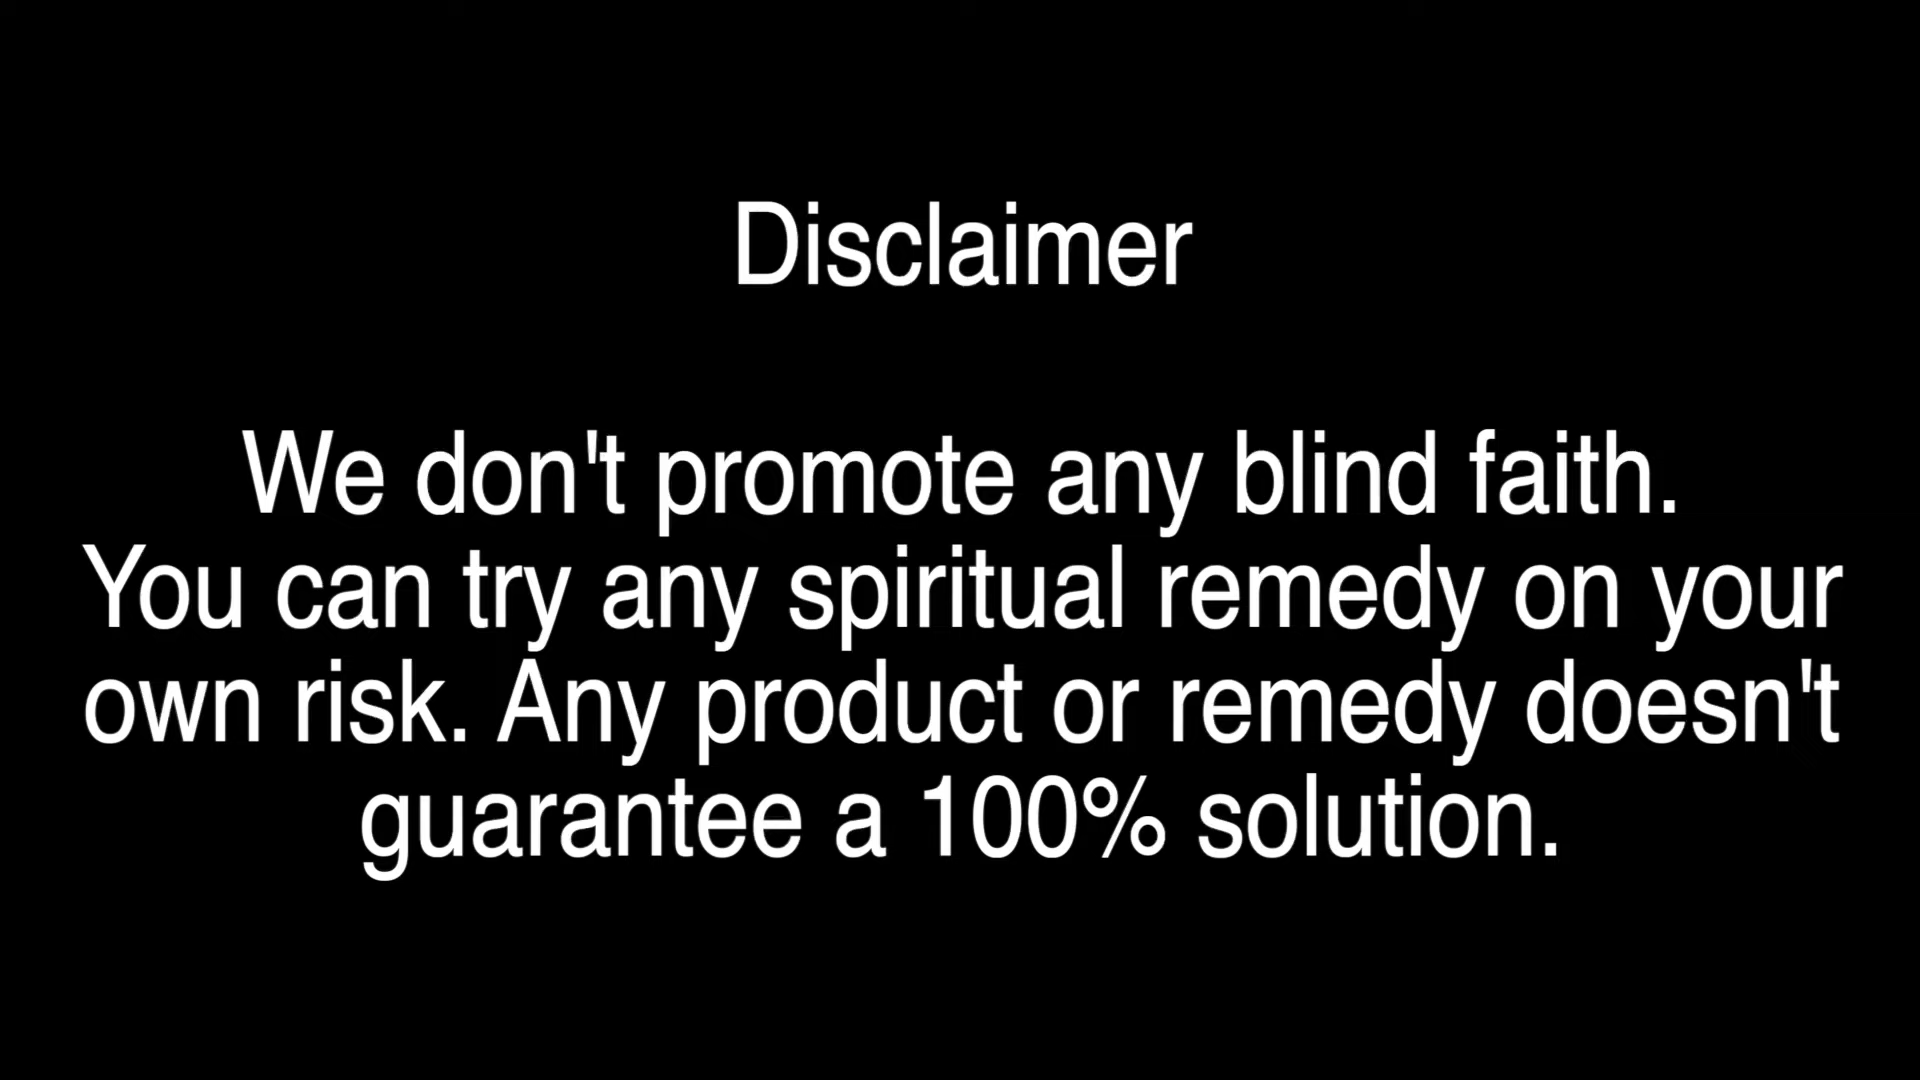 Disclaimer
We don't promote any blind faith.
You can try any spiritual remedy on your
own risk. Any product or remedy doesn't
guarantee a 100% solution.